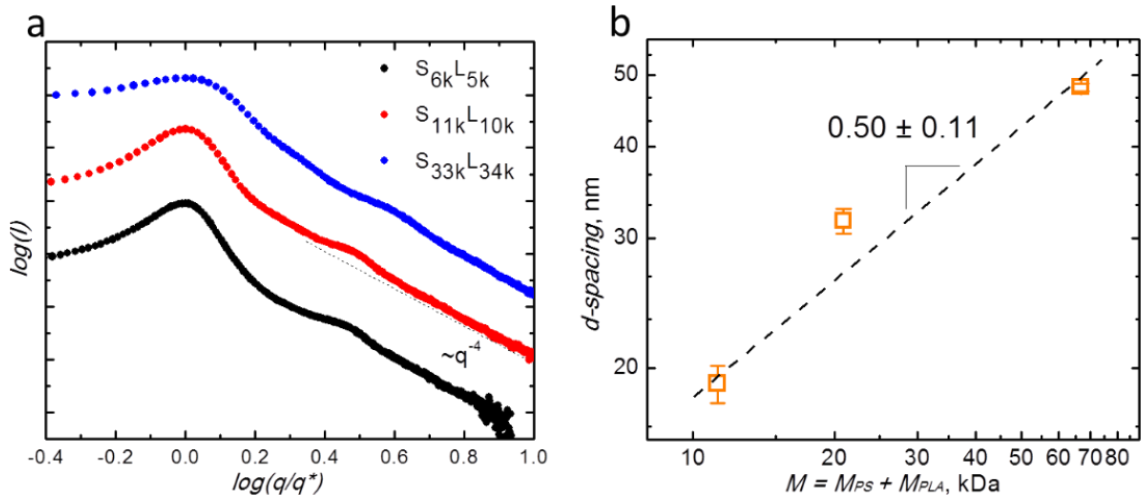 a
S6kL5k
S11kL10k
S33kL34k
~q-4
log(I)
-0.4 -0.2 0.0 0.2 0.4 0.6 0.8 1.0
log(q/q*)
b
50
40
30
20
0.50 ± 0.11
d-spacing, nm
10 20 30 40 50 60 70 80
M = MPS + MPLA, kDa